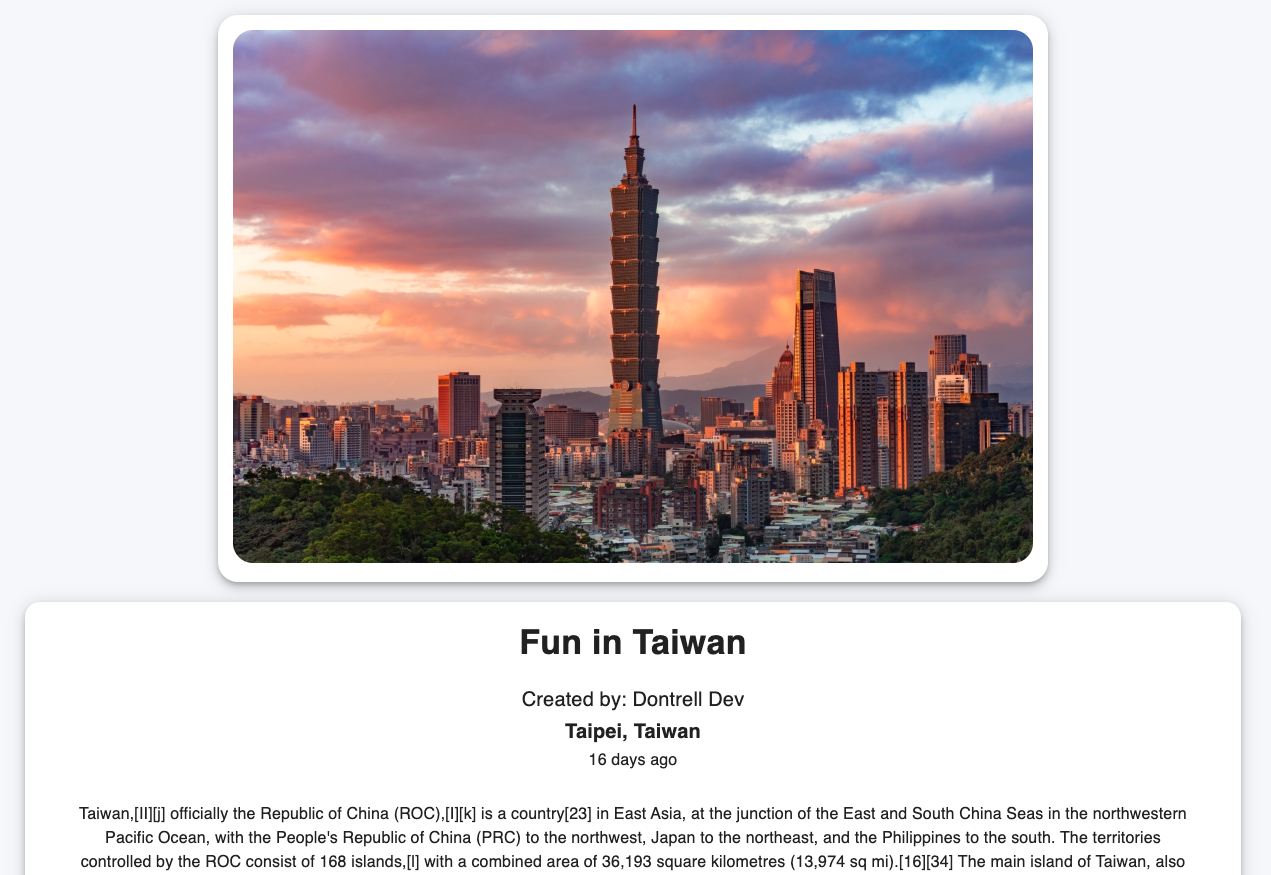 Fun in Taiwan
Created by: Dontrell Dev
Taipei, Taiwan
16 days ago
Taiwan,[II][j] officially the Republic of China (ROC),[I][k] is a country[23] in East Asia, at the junction of the East and South China Seas in the northwestern
Pacific Ocean, with the People's Republic of China (PRC) to the northwest, Japan to the northeast, and the Philippines to the south. The territories
controlled by the ROC consist of 168 islands,[l] with a combined area of 36,193 square kilometres (13,974 sq mi).[16][34] The main island of Taiwan, also